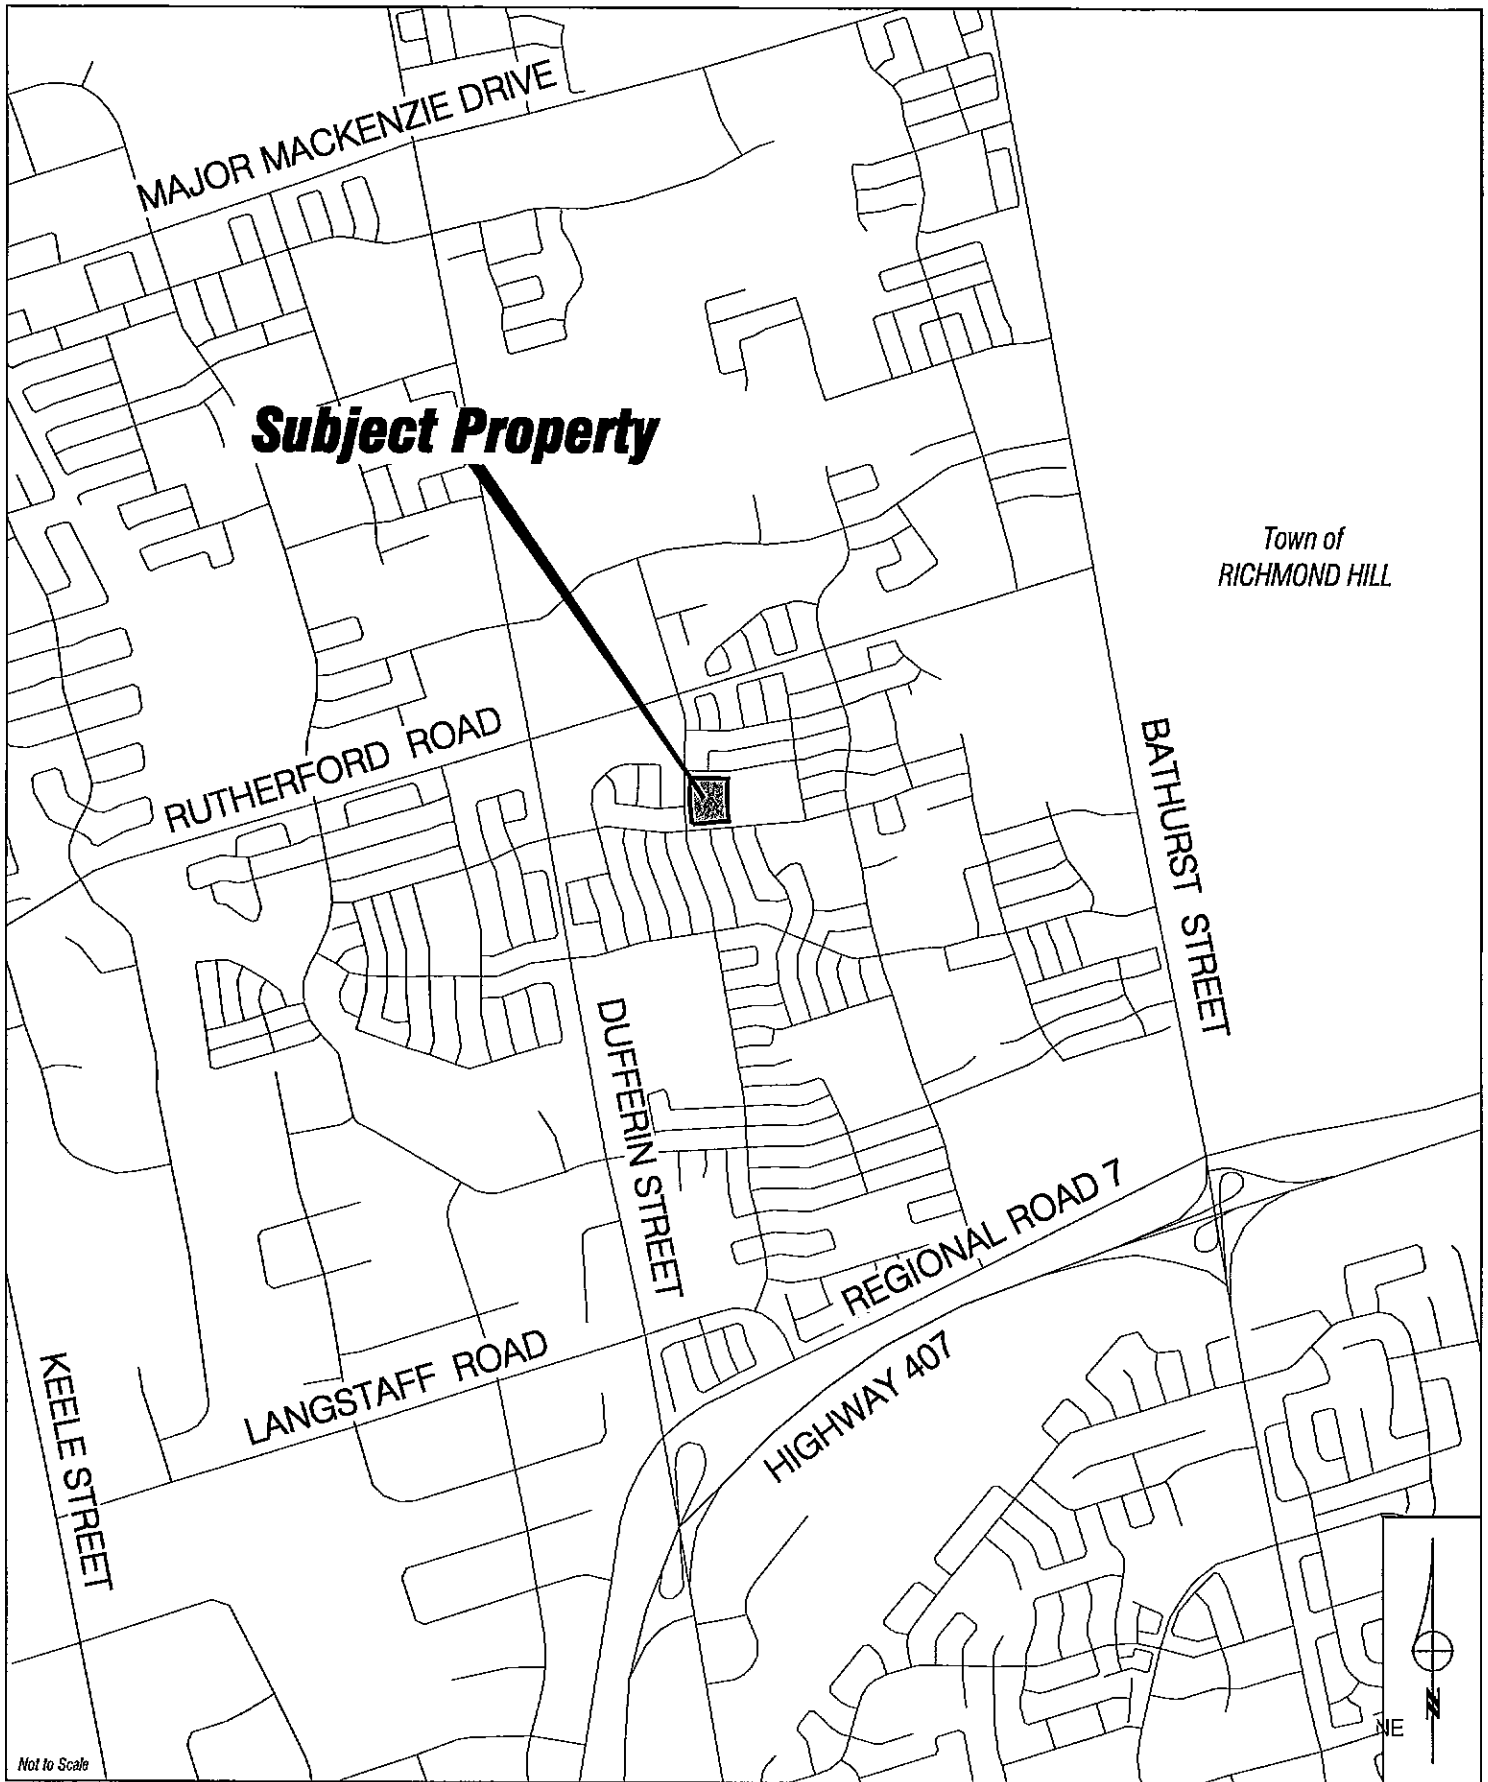 MAJOR MACKENZIE DRIVE
Subject Property
Town of
RICHMOND HILL
RUTHERFORD ROAD
BATHURST STREET
DUFFERIN STREET
REGIONAL ROAD 7
LANGSTAFF ROAD
HIGHWAY 407
KEELE STREET
N
NE
Not to Scale